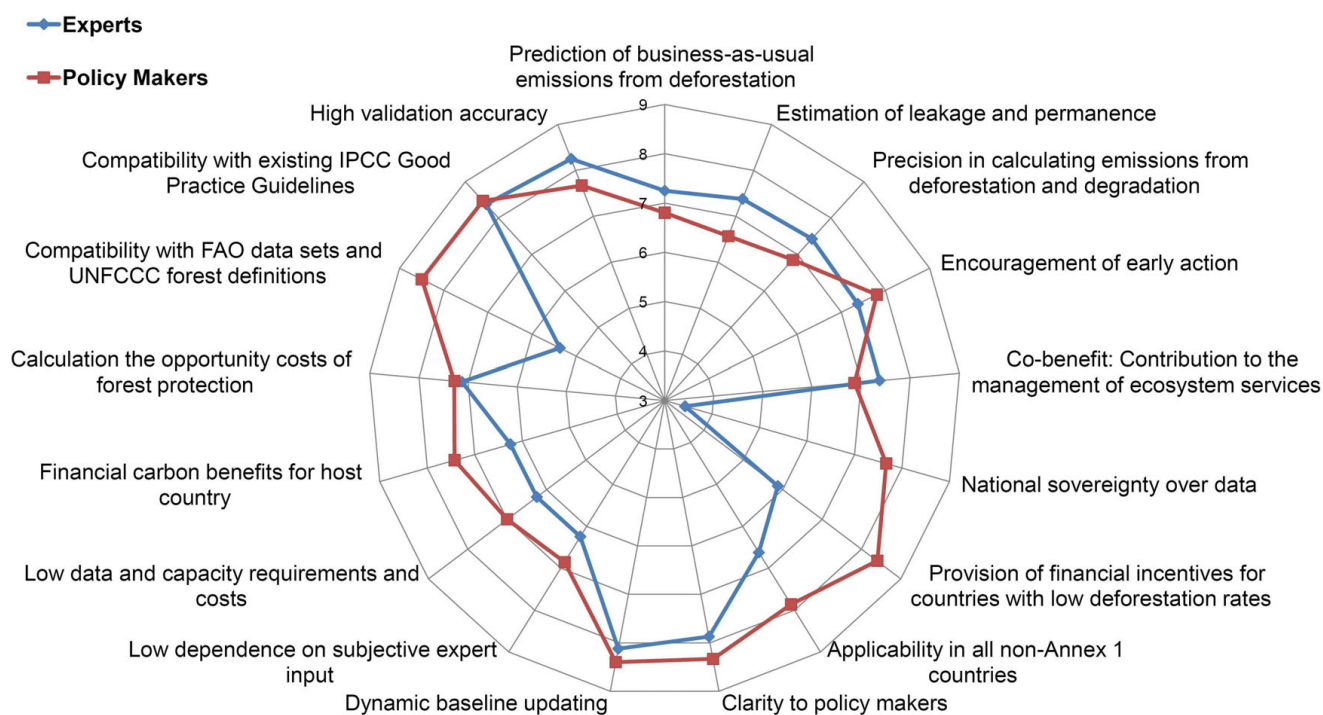 Experts
Policy Makers
Prediction of business-as-usual
emissions from deforestation
Estimation of leakage and permanence
Precision in calculating emissions from
deforestation and degradation
Encouragement of early action
Co-benefit: Contribution to the
management of ecosystem services
National sovereignty over data
Provision of financial incentives for
countries with low deforestation rates
Applicability in all non-Annex 1
countries
Clarity to policy makers
Dynamic baseline updating
Low dependence on subjective expert
input
Low data and capacity requirements and
costs
Financial carbon benefits for host
country
Calculation the opportunity costs of
forest protection
Compatibility with FAO data sets and
UNFCCC forest definitions
Compatibility with existing IPCC Good
Practice Guidelines
High validation accuracy
9
8
7
6
5
4
3